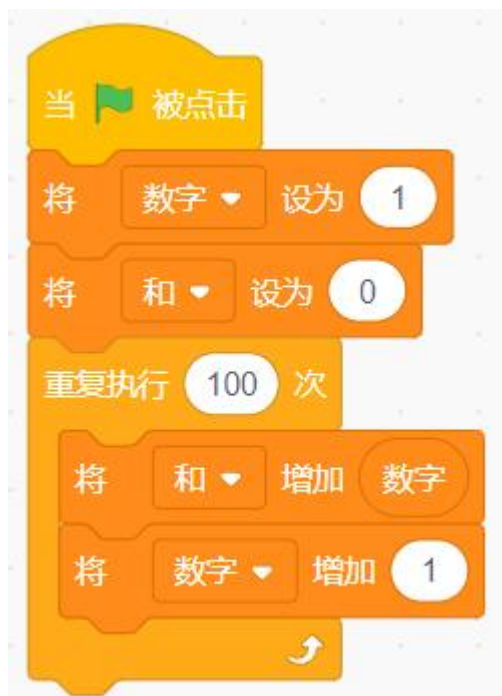 当 被点击
将 数字 设为 1
将 和 设为 0
重复执行 100 次
将 和 增加 数字
将 数字 增加 1